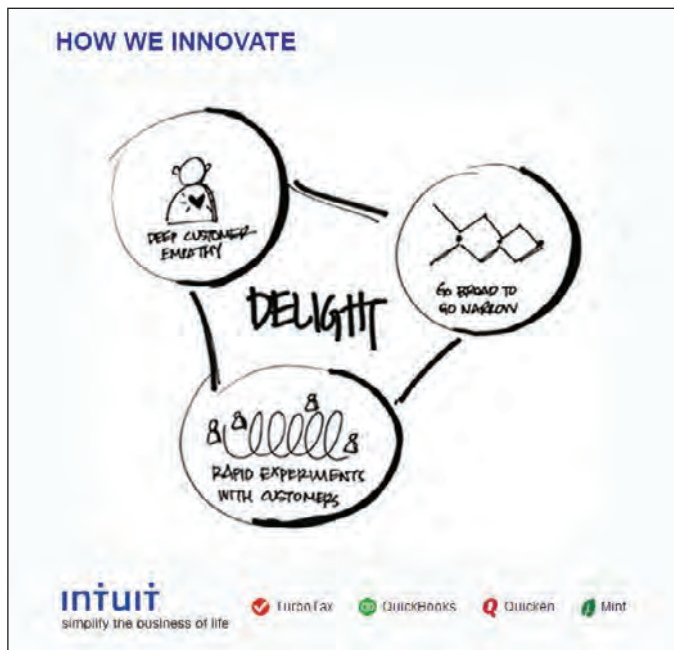 HOW WE INNOVATE
DEEP CUSTOMER
EMPATHY
GO BROAD TO
GO NARROW
DELIGHT
RAPID EXPERIMENTS
WITH CUSTOMERS
INTUIT
simplify the business of life
TurboTax
qb QuickBooks
Q Quicken
Mint